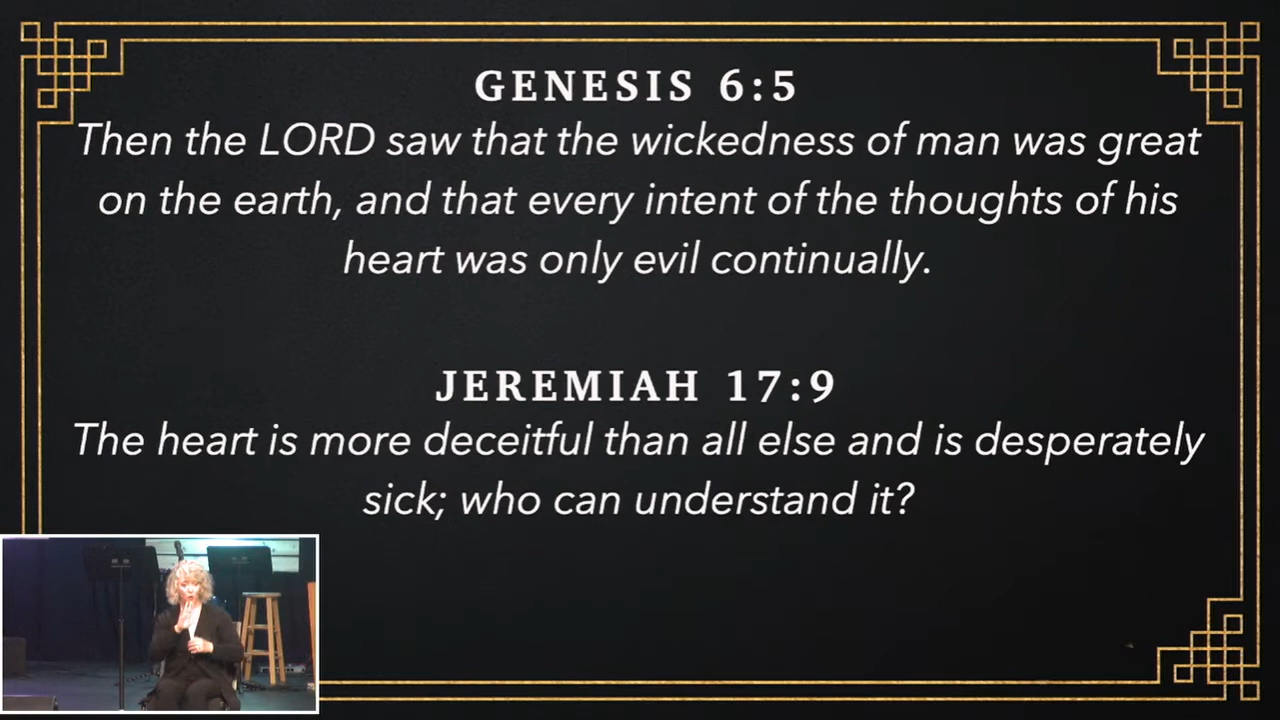 GENESIS 6:5
Then the LORD saw that the wickedness of man was great
on the earth, and that every intent of the thoughts of his
heart was only evil continually.
JEREMIAH 17:9
The heart is more deceitful than all else and is desperately
sick; who can understand it?